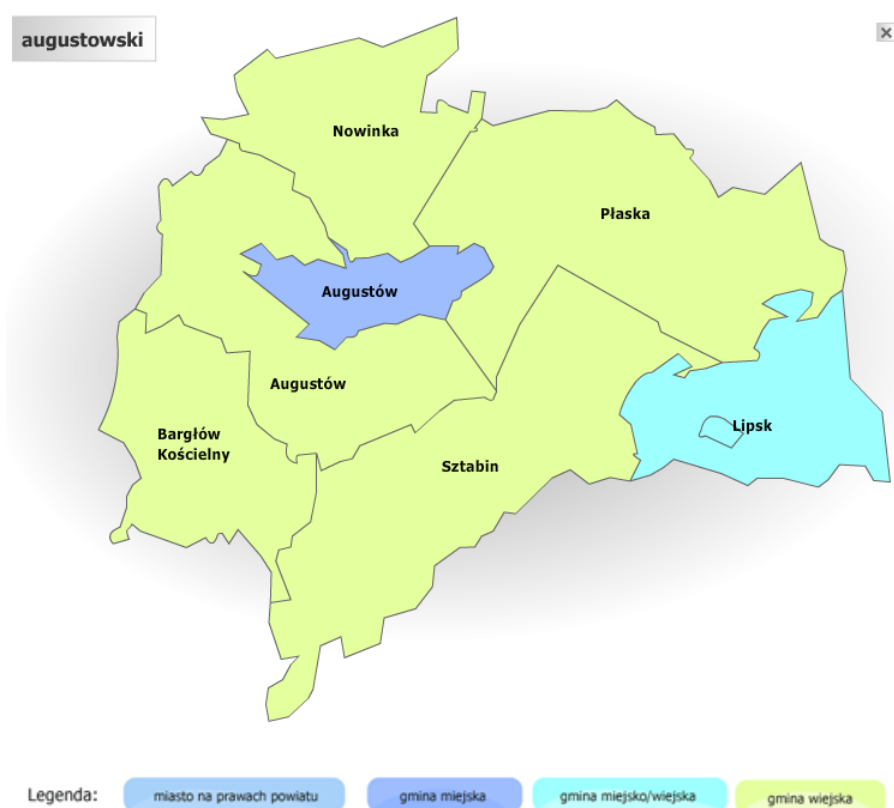 augustowski
Nowinka
Płaska
Augustów
Augustów
Bargłów
Kościelny
Lipsk
Sztabin
Legenda:
miasto na prawach powiatu
gmina miejska
gmina miejsko/wiejska
gmina wiejska